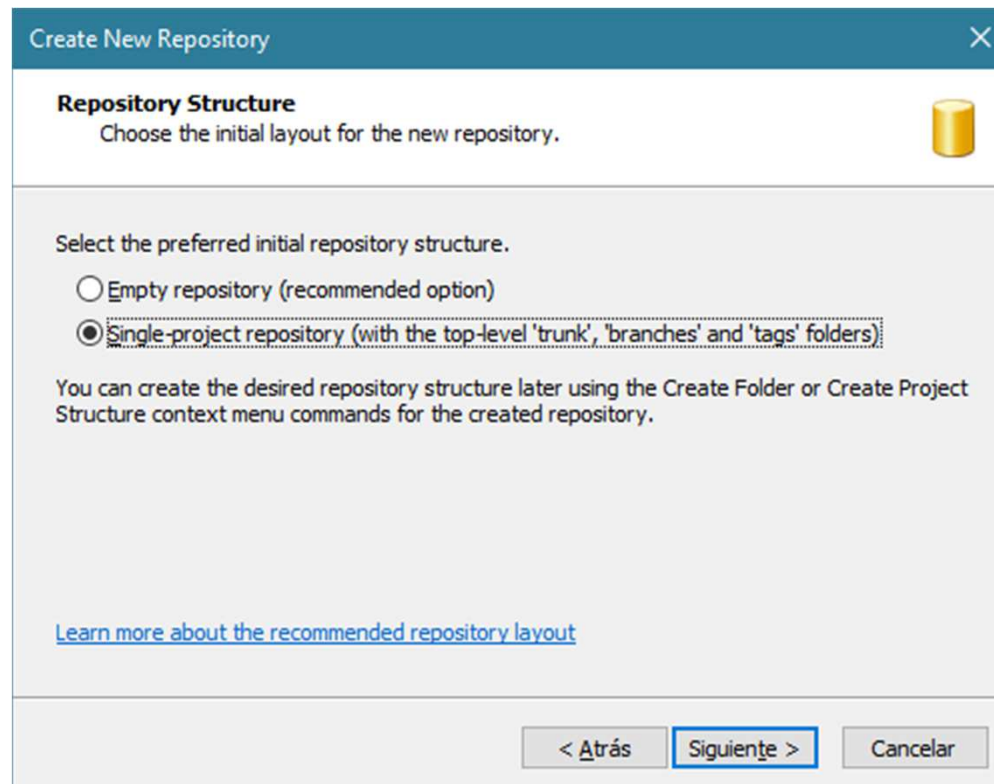 Create New Repository
Repository Structure
Choose the initial layout for the new repository.
Select the preferred initial repository structure.
Empty repository (recommended option)
Single-project repository (with the top-level 'trunk', 'branches' and 'tags' folders)
You can create the desired repository structure later using the Create Folder or Create Project
Structure context menu commands for the created repository.
Learn more about the recommended repository layout
< Atrás Siguiente > Cancelar